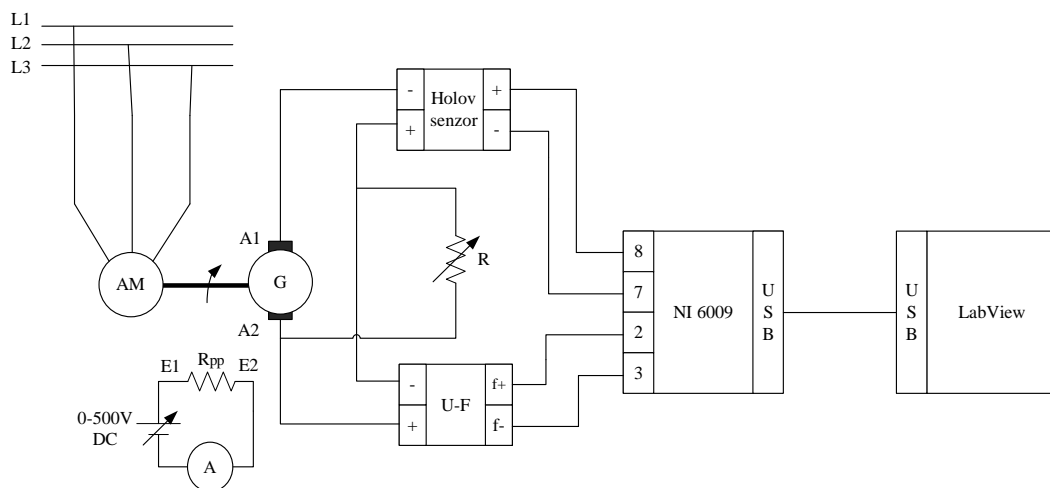 L1
L2
L3
AM
A1
G
A2
E1
Rpp
E2
0-500V
DC
A
-
+
Holov
senzor
+
-
R
-
+
U-F
f+
f-
8
7
2
3
NI 6009
U
S
B
U
S
B
LabView